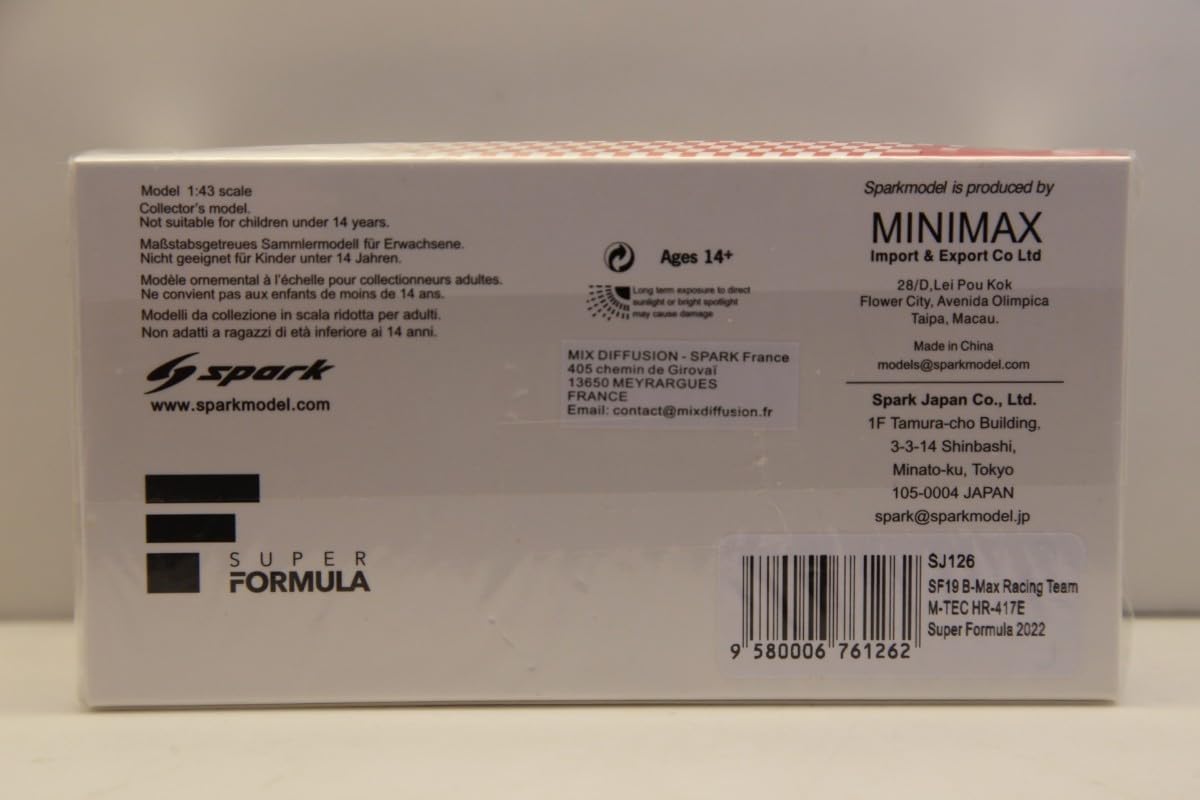 Model 1:43 scale
Collector's model.
Not suitable for children under 14 years.
Maßstabsgetreues Sammlermodell für Erwachsene.
Nicht geeignet für Kinder unter 14 Jahren.
Modèle ornemental à l'échelle pour collectionneurs adultes.
Ne convient pas aux enfants de moins de 14 ans.
Modelli da collezione in scala ridotta per adulti.
Non adatti a ragazzi di età inferiore ai 14 anni.
spark
www.sparkmodel.com
SUPER
FORMULA
Ages 14+
Long term exposure to direct
sunlight or bright spotlight
may cause damage
MIX DIFFUSION - SPARK France
405 chemin de Girovaï
13650 MEYRARGUES
FRANCE
Email: contact@mixdiffusion.fr
Sparkmodel is produced by
MINIMAX
Import & Export Co Ltd
28/D,Lei Pou Kok
Flower City, Avenida Olimpica
Taipa, Macau.
Made in China
models@sparkmodel.com
Spark Japan Co., Ltd.
1F Tamura-cho Building,
3-3-14 Shinbashi,
Minato-ku, Tokyo
105-0004 JAPAN
spark@sparkmodel.jp
SJ126
SF19 B-Max Racing Team
M-TEC HR-417E
Super Formula 2022
9 580006 761262